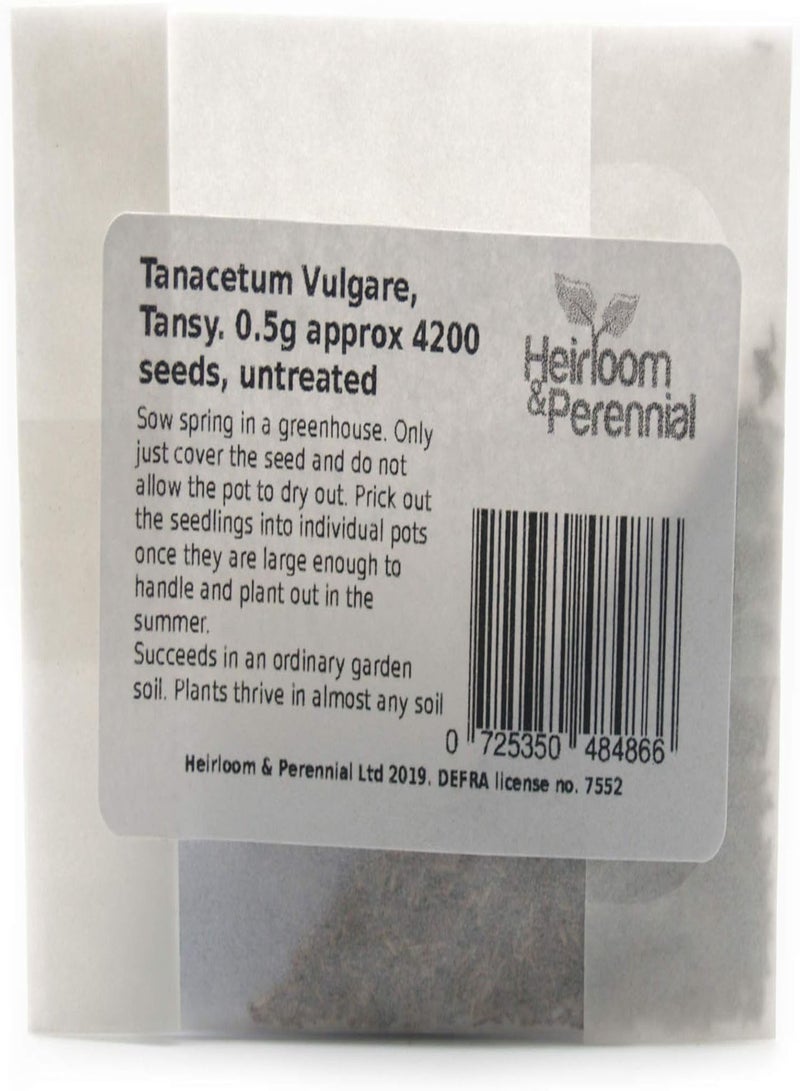 Tanacetum Vulgare,
Tansy. 0.5g approx 4200
seeds, untreated
Heirloom
&Perennial
Sow spring in a greenhouse. Only
just cover the seed and do not
allow the pot to dry out. Prick out
the seedlings into individual pots
once they are large enough to
handle and plant out in the
summer.
Succeeds in an ordinary garden
soil. Plants thrive in almost any soil
0 725350 484866
Heirloom & Perennial Ltd 2019. DEFRA license no. 7552